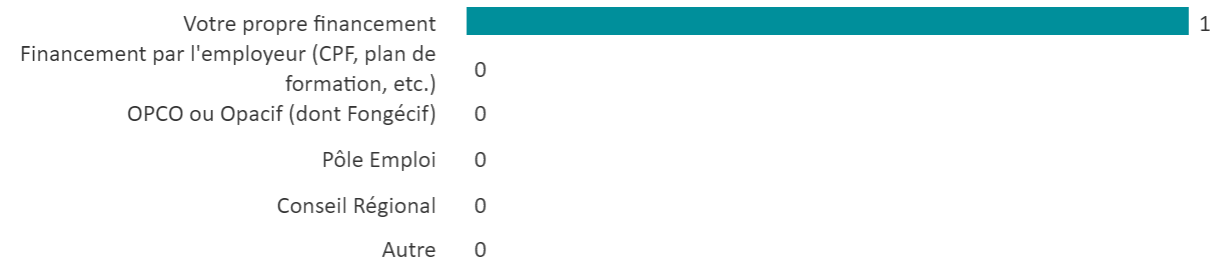 Votre propre financement 1
Financement par l'employeur (CPF, plan de
formation, etc.) 0
OPCO ou Opacif (dont Fongécif) 0
Pôle Emploi 0
Conseil Régional 0
Autre 0